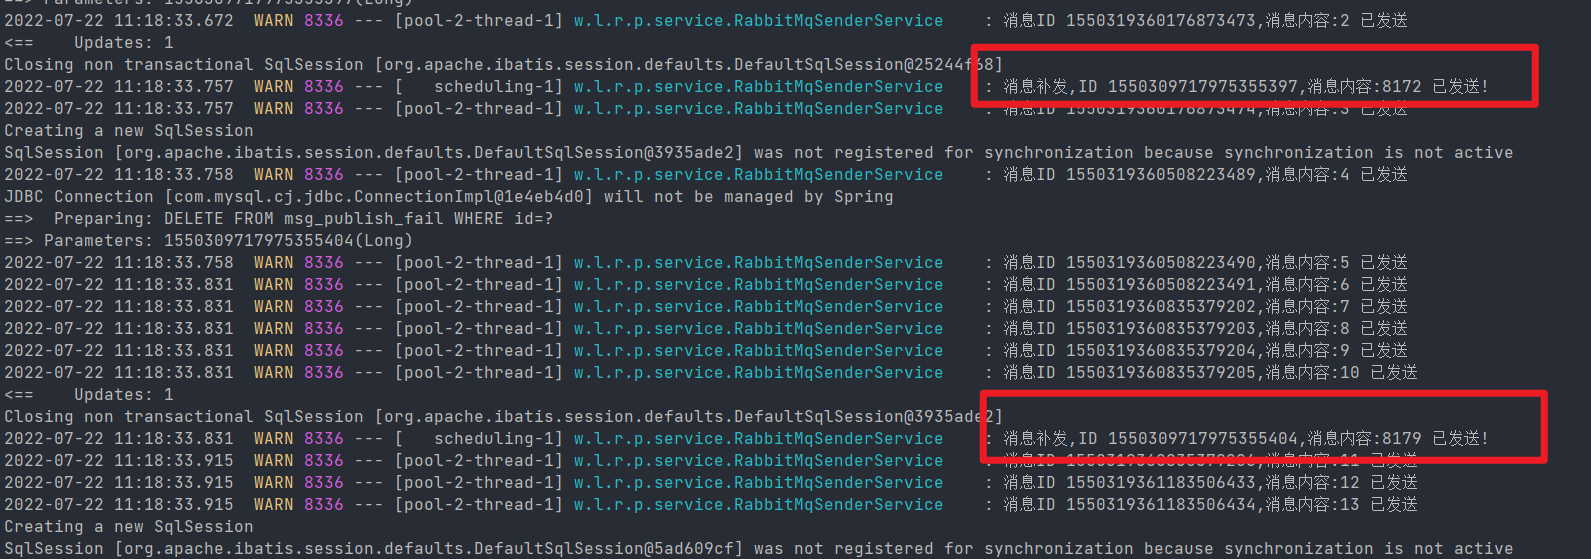 ==> Parameters: 1550309717975355397(Long)
2022-07-22 11:18:33.672  WARN 8336 --- [pool-2-thread-1] w.l.r.p.service.RabbitMqSenderService    : 消息ID 1550319360176873473,消息内容:2 已发送
<==    Updates: 1
Closing non transactional SqlSession [org.apache.ibatis.session.defaults.DefaultSqlSession@25244f68]
2022-07-22 11:18:33.757  WARN 8336 --- [   scheduling-1] w.l.r.p.service.RabbitMqSenderService    : 消息补发,ID 1550309717975355397,消息内容:8172 已发送!
2022-07-22 11:18:33.757  WARN 8336 --- [pool-2-thread-1] w.l.r.p.service.RabbitMqSenderService    : 消息ID 1550319360176873474,消息内容:3 已发送
Creating a new SqlSession
SqlSession [org.apache.ibatis.session.defaults.DefaultSqlSession@3935ade2] was not registered for synchronization because synchronization is not active
2022-07-22 11:18:33.758  WARN 8336 --- [pool-2-thread-1] w.l.r.p.service.RabbitMqSenderService    : 消息ID 1550319360508223489,消息内容:4 已发送
JDBC Connection [com.mysql.cj.jdbc.ConnectionImpl@1e4eb4d0] will not be managed by Spring
==>  Preparing: DELETE FROM msg_publish_fail WHERE id=?
==> Parameters: 1550309717975355404(Long)
2022-07-22 11:18:33.758  WARN 8336 --- [pool-2-thread-1] w.l.r.p.service.RabbitMqSenderService    : 消息ID 1550319360508223490,消息内容:5 已发送
2022-07-22 11:18:33.831  WARN 8336 --- [pool-2-thread-1] w.l.r.p.service.RabbitMqSenderService    : 消息ID 1550319360508223491,消息内容:6 已发送
2022-07-22 11:18:33.831  WARN 8336 --- [pool-2-thread-1] w.l.r.p.service.RabbitMqSenderService    : 消息ID 1550319360835379202,消息内容:7 已发送
2022-07-22 11:18:33.831  WARN 8336 --- [pool-2-thread-1] w.l.r.p.service.RabbitMqSenderService    : 消息ID 1550319360835379203,消息内容:8 已发送
2022-07-22 11:18:33.831  WARN 8336 --- [pool-2-thread-1] w.l.r.p.service.RabbitMqSenderService    : 消息ID 1550319360835379204,消息内容:9 已发送
2022-07-22 11:18:33.831  WARN 8336 --- [pool-2-thread-1] w.l.r.p.service.RabbitMqSenderService    : 消息ID 1550319360835379205,消息内容:10 已发送
<==    Updates: 1
Closing non transactional SqlSession [org.apache.ibatis.session.defaults.DefaultSqlSession@3935ade2]
2022-07-22 11:18:33.831  WARN 8336 --- [   scheduling-1] w.l.r.p.service.RabbitMqSenderService    : 消息补发,ID 1550309717975355404,消息内容:8179 已发送!
2022-07-22 11:18:33.915  WARN 8336 --- [pool-2-thread-1] w.l.r.p.service.RabbitMqSenderService    : 消息ID 1550319360835379206,消息内容:11 已发送
2022-07-22 11:18:33.915  WARN 8336 --- [pool-2-thread-1] w.l.r.p.service.RabbitMqSenderService    : 消息ID 1550319361183506433,消息内容:12 已发送
2022-07-22 11:18:33.915  WARN 8336 --- [pool-2-thread-1] w.l.r.p.service.RabbitMqSenderService    : 消息ID 1550319361183506434,消息内容:13 已发送
Creating a new SqlSession
SqlSession [org.apache.ibatis.session.defaults.DefaultSqlSession@5ad609cf] was not registered for synchronization because synchronization is not active